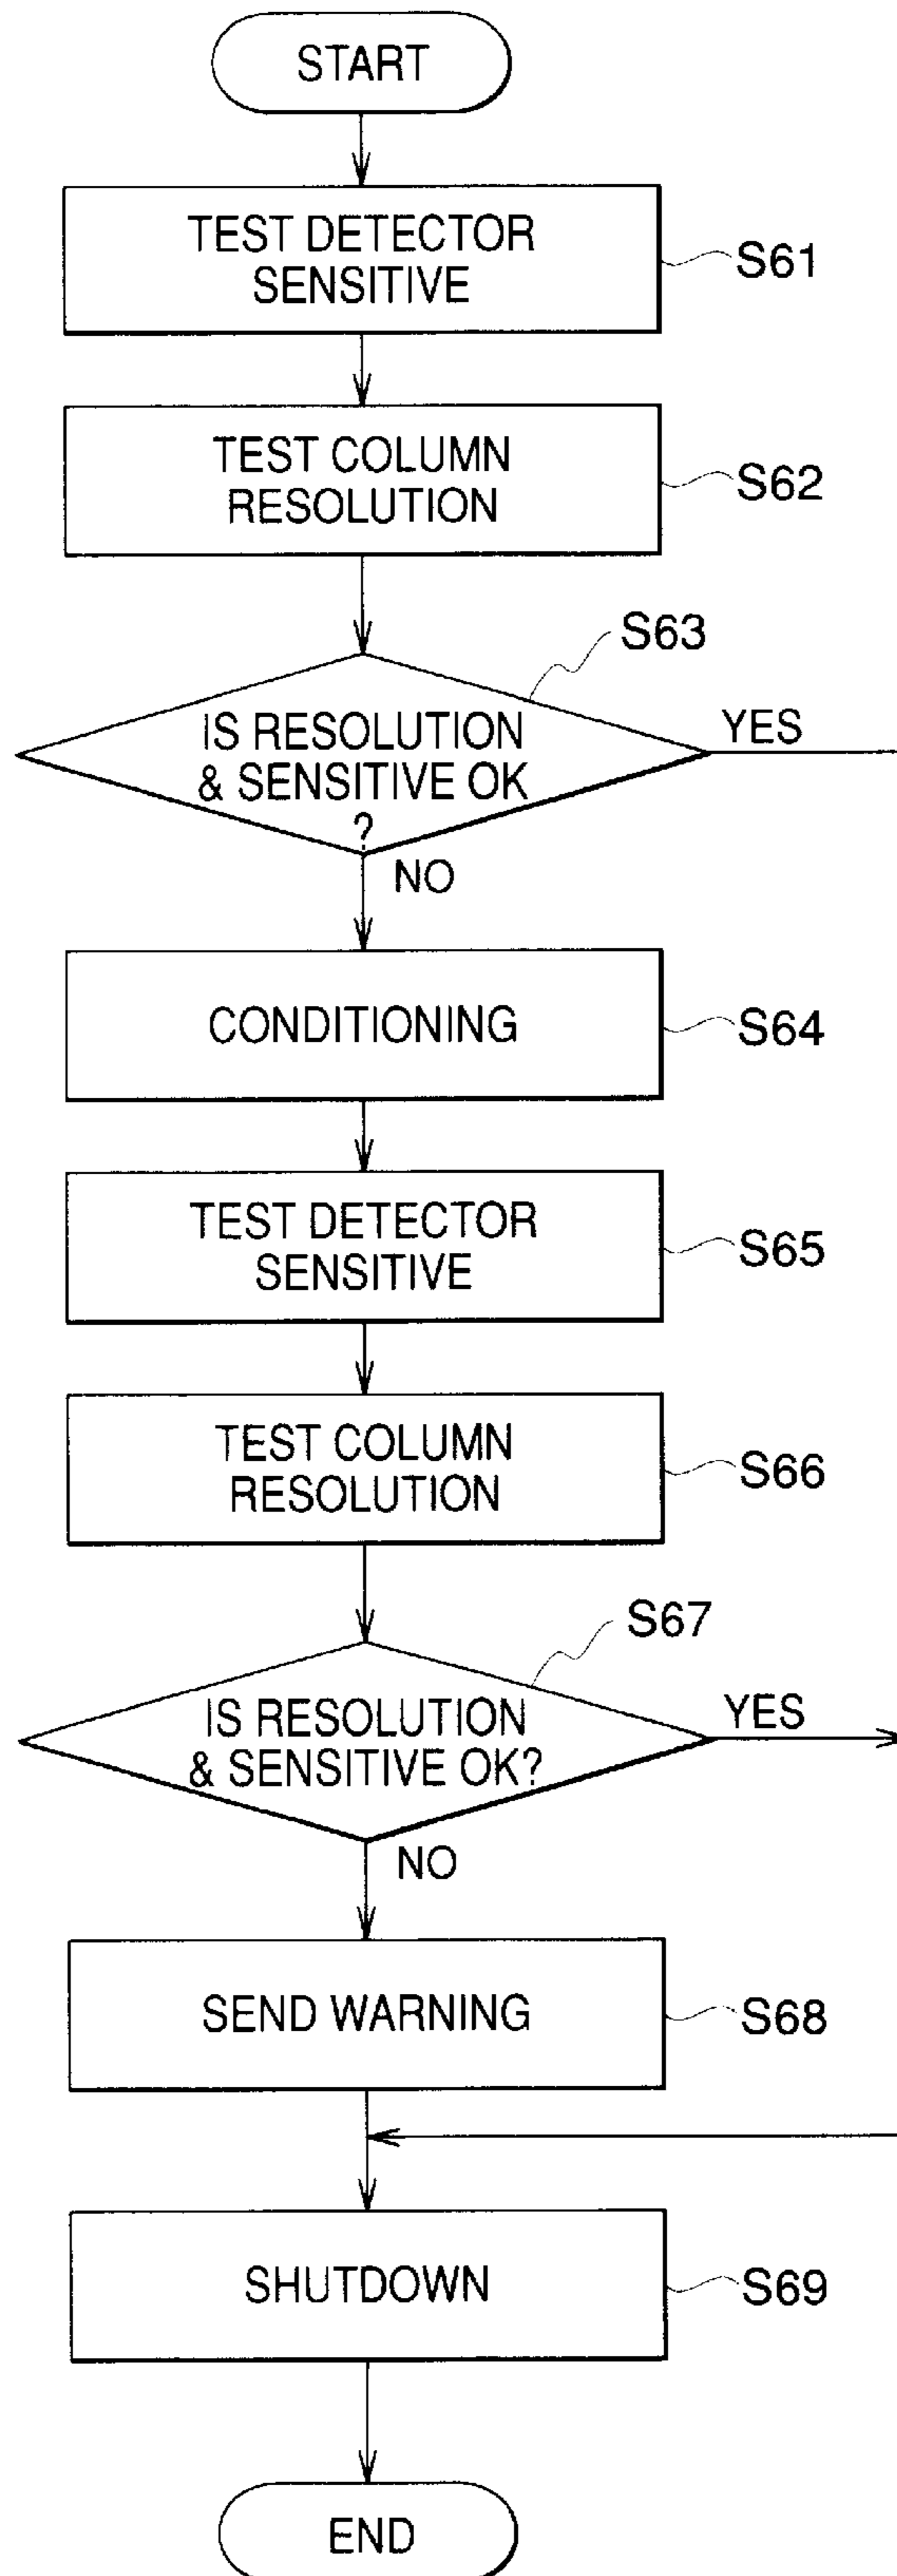 START
TEST DETECTOR
SENSITIVE
S61
TEST COLUMN
RESOLUTION
S62
S63
IS RESOLUTION
& SENSITIVE OK
?
YES
NO
CONDITIONING
S64
TEST DETECTOR
SENSITIVE
S65
TEST COLUMN
RESOLUTION
S66
S67
IS RESOLUTION
& SENSITIVE OK?
YES
NO
SEND WARNING
S68
SHUTDOWN
S69
END